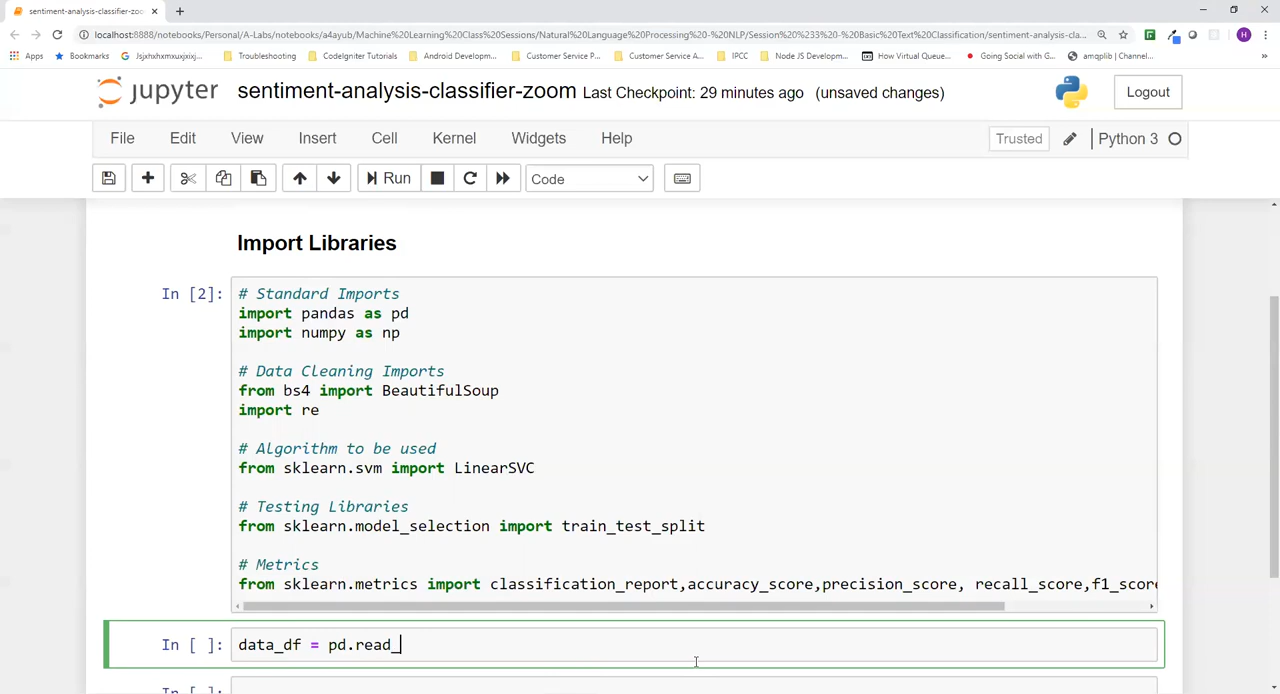 sentiment-analysis-classifier-zoo
localhost:8888/notebooks/Personal/A-Labs/notebooks/a4ayub/Machine%20Learning%20Class%20Sessions/Natural%20Language%20Processing%20-%20NLP/Session%20%233%20-%20Basic%20Text%20Classification/sentiment-analysis-cla...
Apps Bookmarks Jsjxhxmxuxjxixj... Troubleshooting CodeIgniter Tutorials Android Developm... Customer Service P... Customer Service A... IPCC Node JS Developm... How Virtual Queue... Going Social with G... amqplib | Channel... »
jupyter sentiment-analysis-classifier-zoom Last Checkpoint: 29 minutes ago (unsaved changes) Logout
File Edit View Insert Cell Kernel Widgets Help Trusted Python 3
Run Code
Import Libraries
In [2]: # Standard Imports
import pandas as pd
import numpy as np
# Data Cleaning Imports
from bs4 import BeautifulSoup
import re
# Algorithm to be used
from sklearn.svm import LinearSVC
# Testing Libraries
from sklearn.model_selection import train_test_split
# Metrics
from sklearn.metrics import classification_report,accuracy_score,precision_score, recall_score,f1_score
In [ ]: data_df = pd.read_
In [ ]: